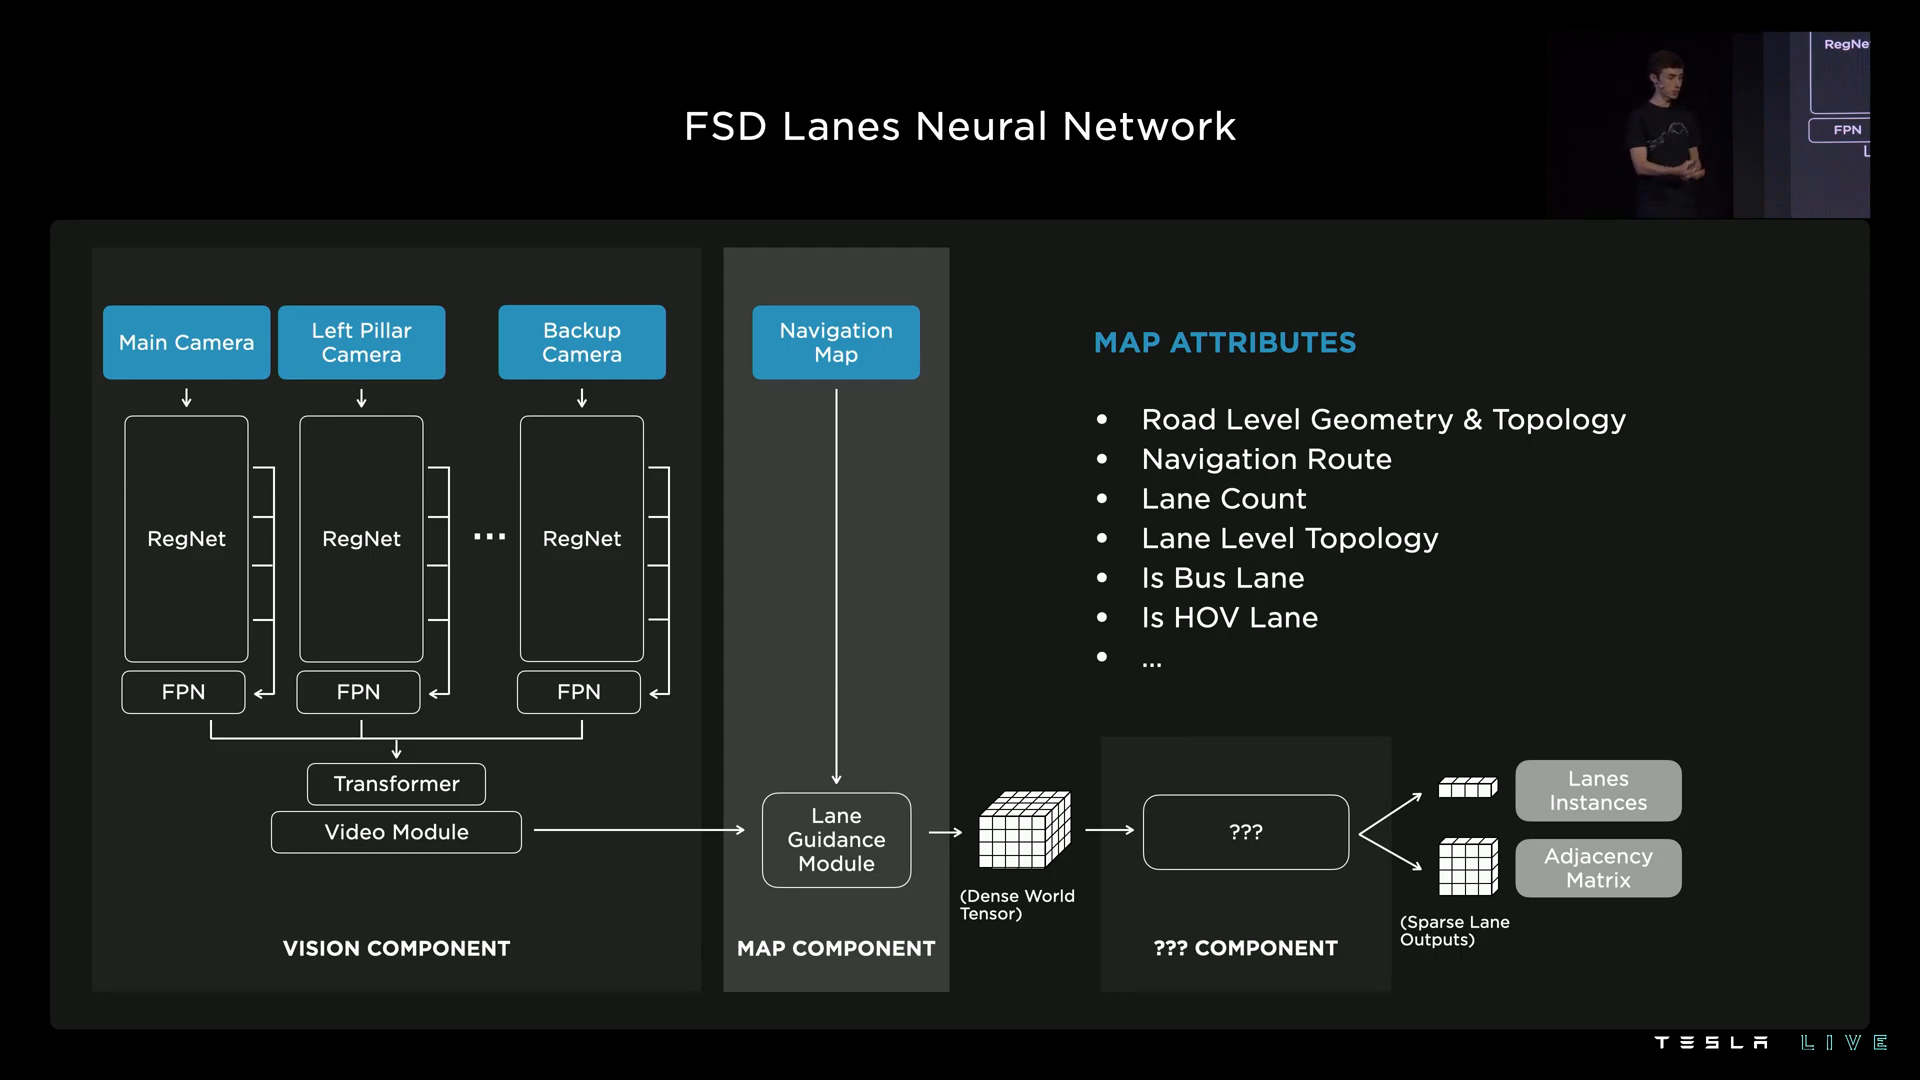 FSD Lanes Neural Network
RegNe
FPN
L
Main Camera
Left Pillar
Camera
Backup
Camera
Navigation
Map
RegNet
RegNet
...
RegNet
FPN
FPN
FPN
Transformer
Video Module
VISION COMPONENT
Lane
Guidance
Module
MAP COMPONENT
MAP ATTRIBUTES
• Road Level Geometry & Topology
• Navigation Route
• Lane Count
• Lane Level Topology
• Is Bus Lane
• Is HOV Lane
• ...
(Dense World
Tensor)
???
??? COMPONENT
Lanes
Instances
Adjacency
Matrix
(Sparse Lane
Outputs)
TESLA LIVE